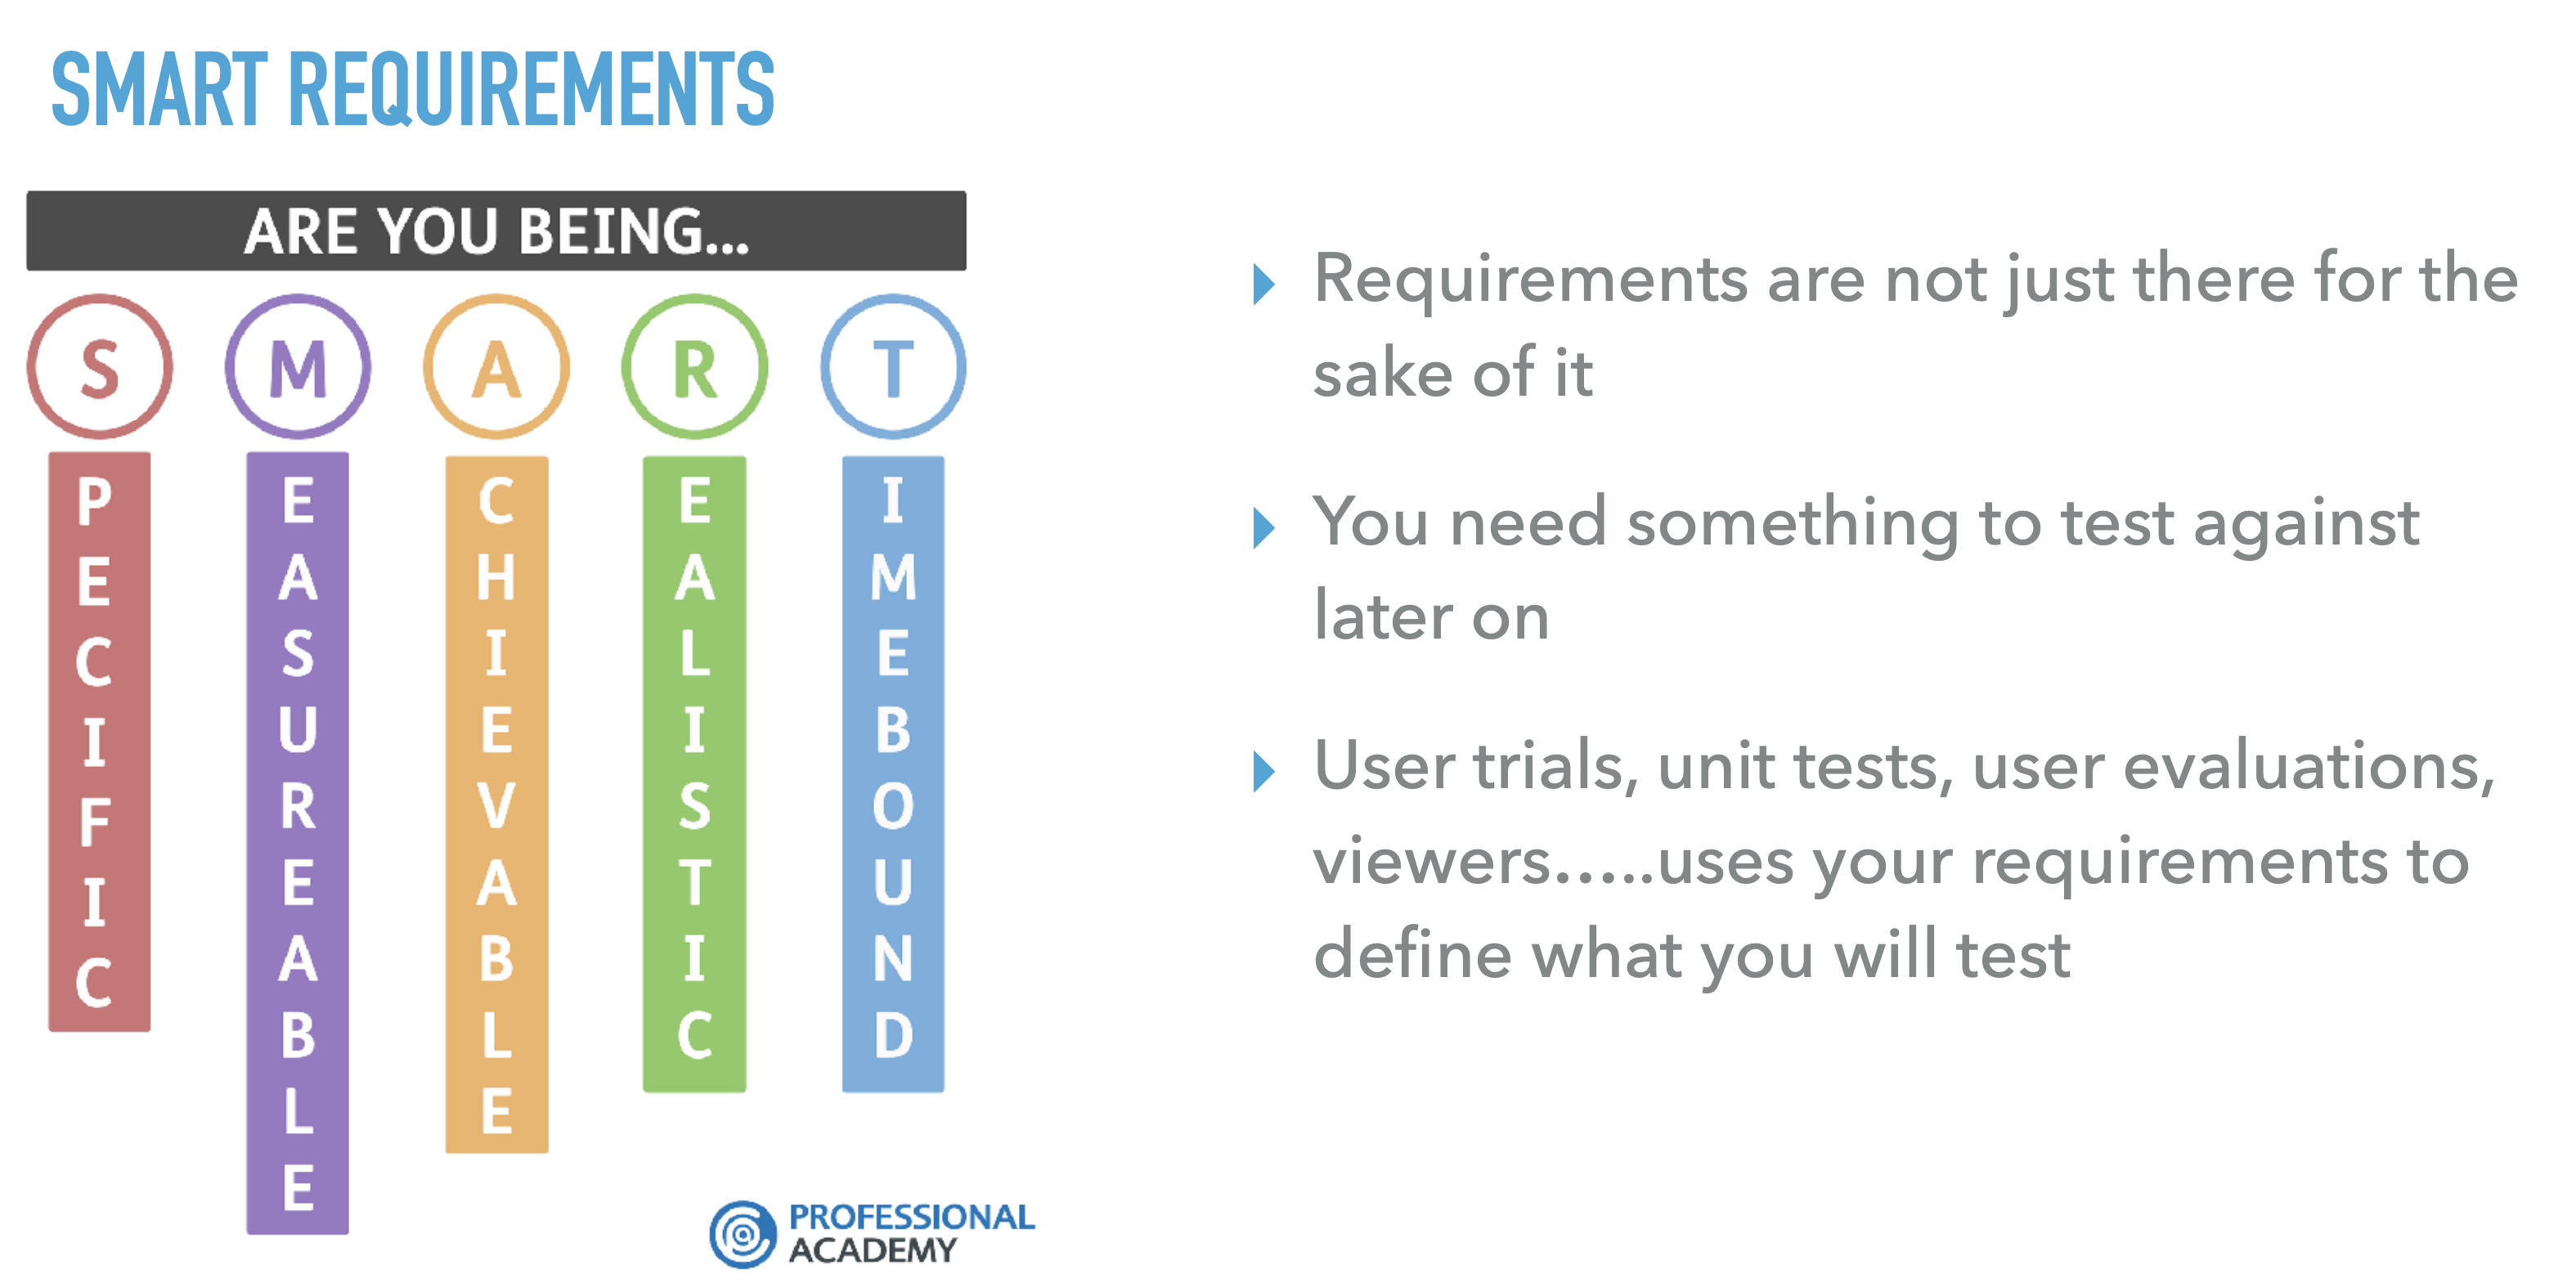 SMART REQUIREMENTS
ARE YOU BEING...
S
PECIFIC
M
EASUREABLE
A
CHIEVABLE
R
EALISTIC
T
IMEBOUND
PROFESSIONAL
ACADEMY
Requirements are not just there for the
sake of it
You need something to test against
later on
User trials, unit tests, user evaluations,
viewers…..uses your requirements to
define what you will test